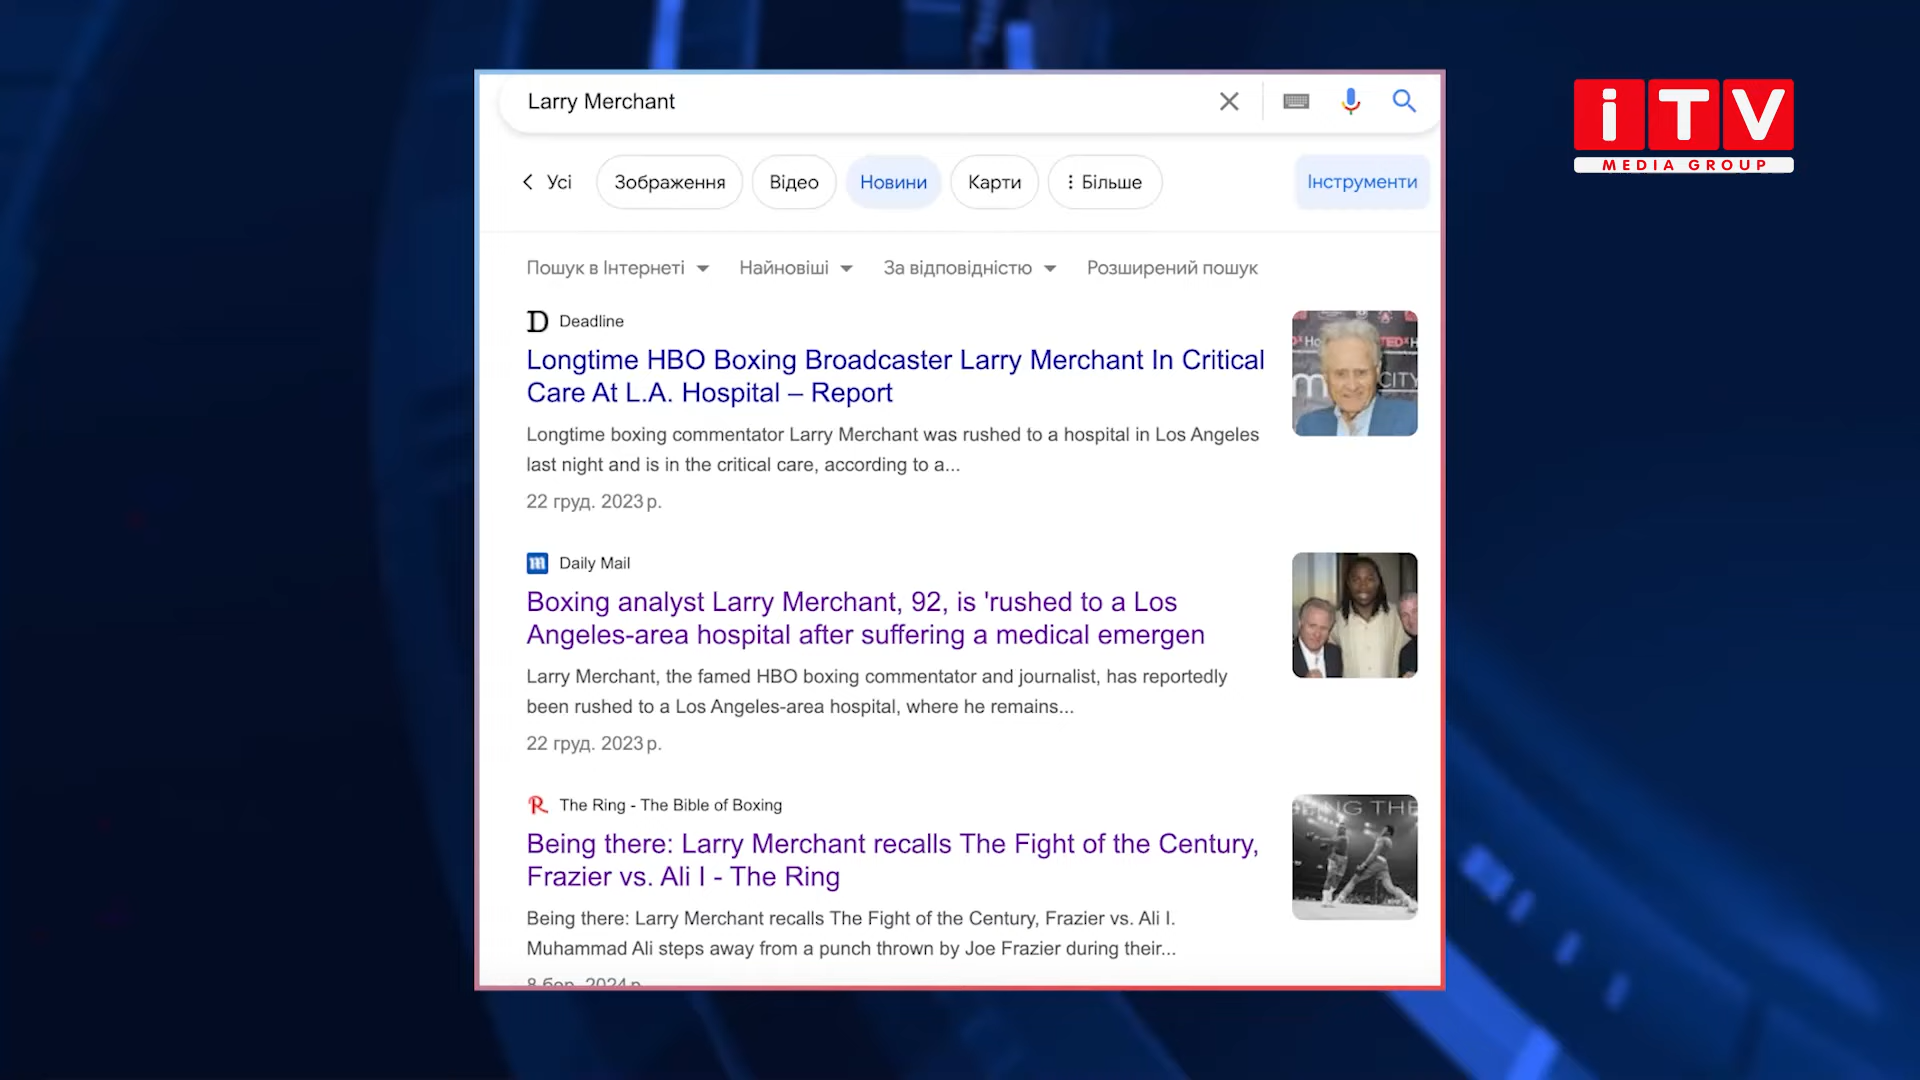 Larry Merchant
iTV
MEDIA GROUP
Усі
Зображення
Відео
Новини
Карти
Більше
Інструменти
Пошук в Інтернеті
Найновіші
За відповідністю
Розширений пошук
Deadline
Longtime HBO Boxing Broadcaster Larry Merchant In Critical
Care At L.A. Hospital – Report
Longtime boxing commentator Larry Merchant was rushed to a hospital in Los Angeles
last night and is in the critical care, according to a...
22 груд. 2023 р.
Daily Mail
Boxing analyst Larry Merchant, 92, is 'rushed to a Los
Angeles-area hospital after suffering a medical emergen
Larry Merchant, the famed HBO boxing commentator and journalist, has reportedly
been rushed to a Los Angeles-area hospital, where he remains...
22 груд. 2023 р.
The Ring - The Bible of Boxing
Being there: Larry Merchant recalls The Fight of the Century,
Frazier vs. Ali I - The Ring
Being there: Larry Merchant recalls The Fight of the Century, Frazier vs. Ali I.
Muhammad Ali steps away from a punch thrown by Joe Frazier during their...
8 бер. 2024 р.
CITY